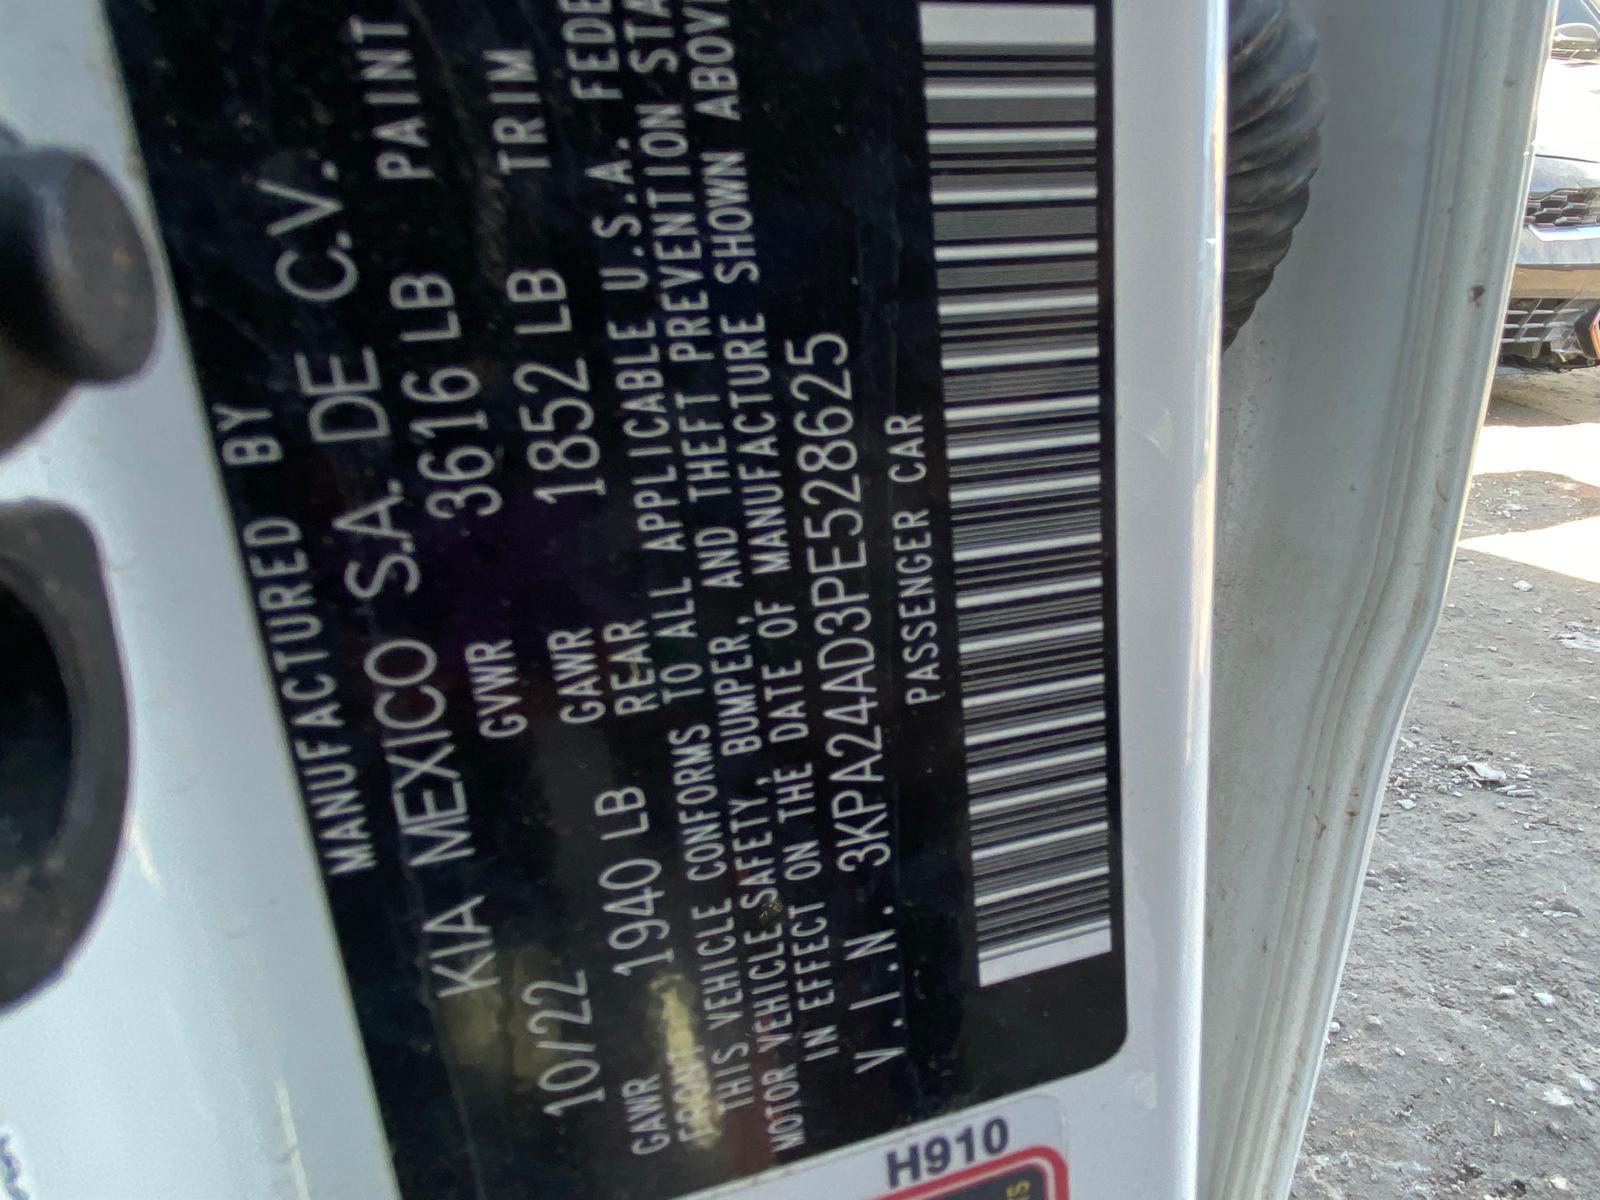 MANUFACTURED BY
KIA MEXICO S.A. DE C.V.
10/22 GVWR 3616 LB PAINT
GAWR FRONT 1940 LB GAWR REAR 1852 LB TRIM
THIS VEHICLE CONFORMS TO ALL APPLICABLE U.S.A. FEDE
MOTOR VEHICLE SAFETY, BUMPER, AND THEFT PREVENTION STA
IN EFFECT ON THE DATE OF MANUFACTURE SHOWN ABOV
V.I.N. 3KPA24AD3PE528625
PASSENGER CAR
H910